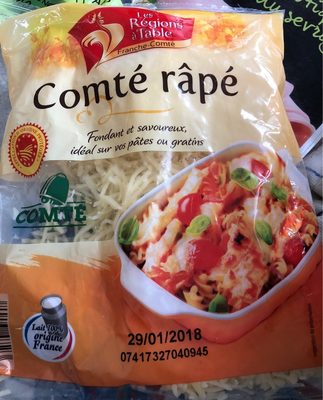 Les
Régions
à Table
Franche-Comté
Comté râpé
Fondant et savoureux,
idéal sur vos pâtes ou gratins
COMTÉ
Lait 100%
origine
France
29/01/2018
07417327040945